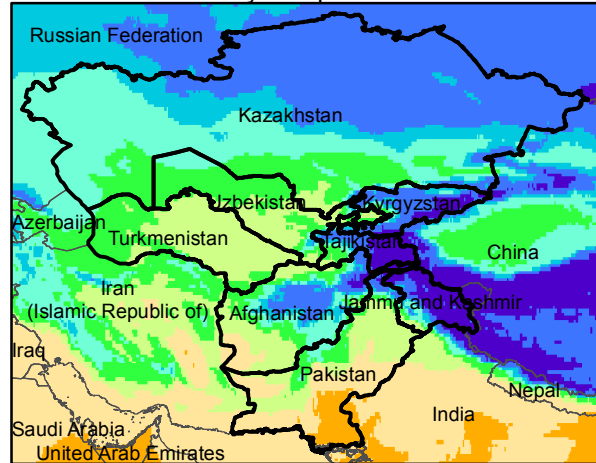 Russian Federation
Kazakhstan
Uzbekistan
Kyrgyzstan
Azerbaijan
Turkmenistan
Tajikistan
China
Iran
(Islamic Republic of)
Afghanistan
Jammu and Kashmir
Iraq
Pakistan
Nepal
India
Saudi Arabia
United Arab Emirates